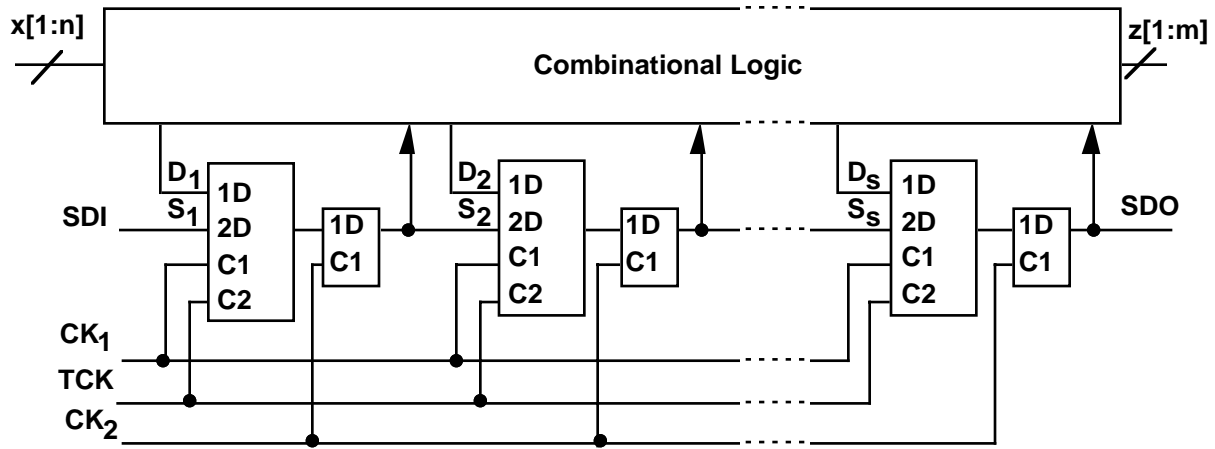 x[1:n]
Combinational Logic
z[1:m]
D1
S1
SDI
1D
2D
C1
C2
1D
C1
D2
S2
1D
2D
C1
C2
1D
C1
Ds
Ss
1D
2D
C1
C2
1D
C1
SDO
CK1
TCK
CK2